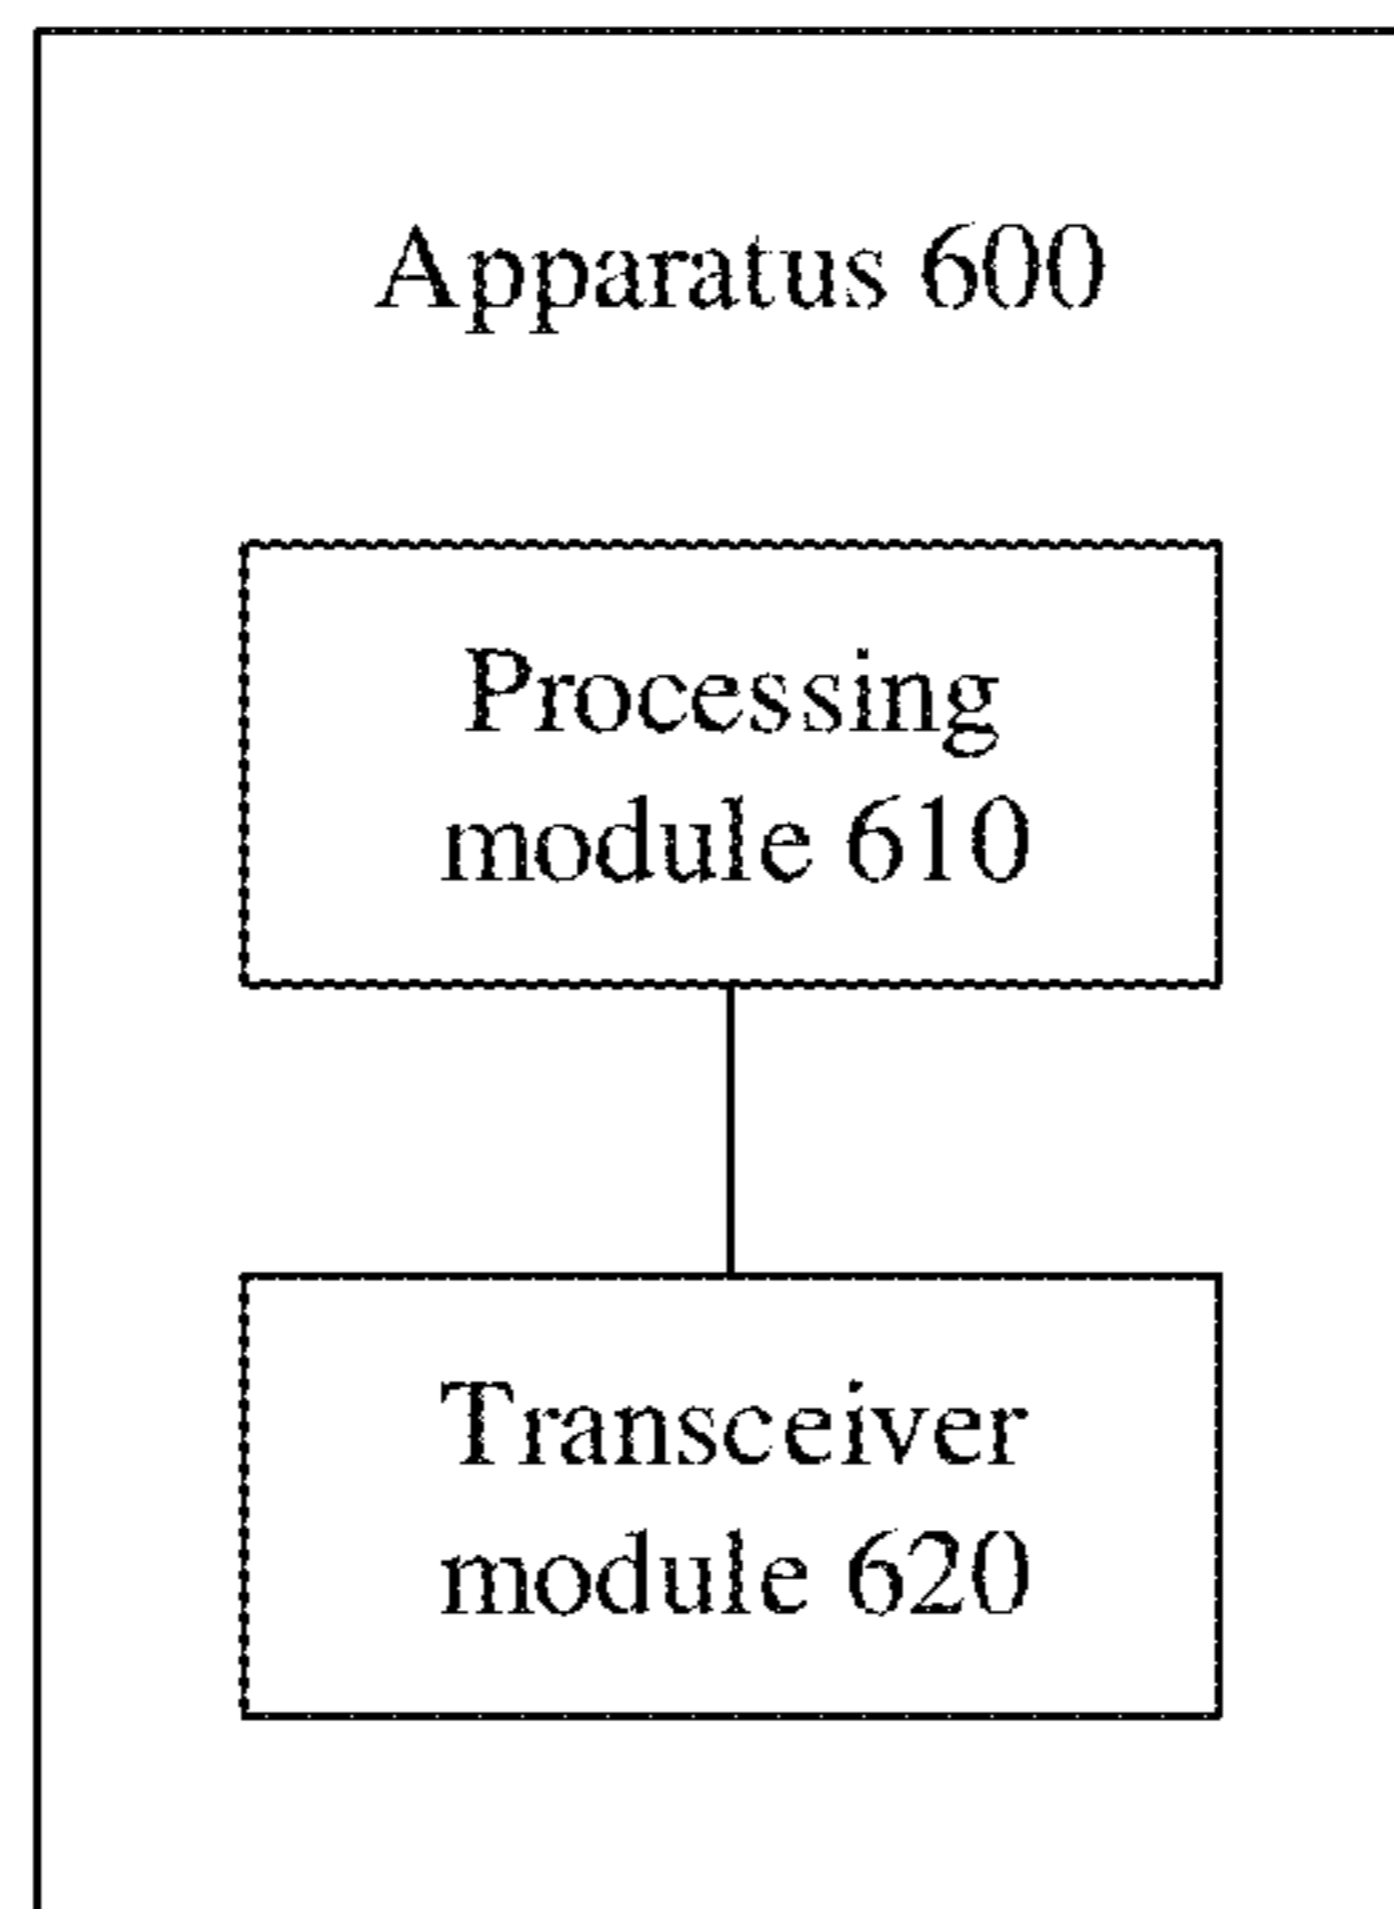 Apparatus 600
Processing
module 610
Transceiver
module 620